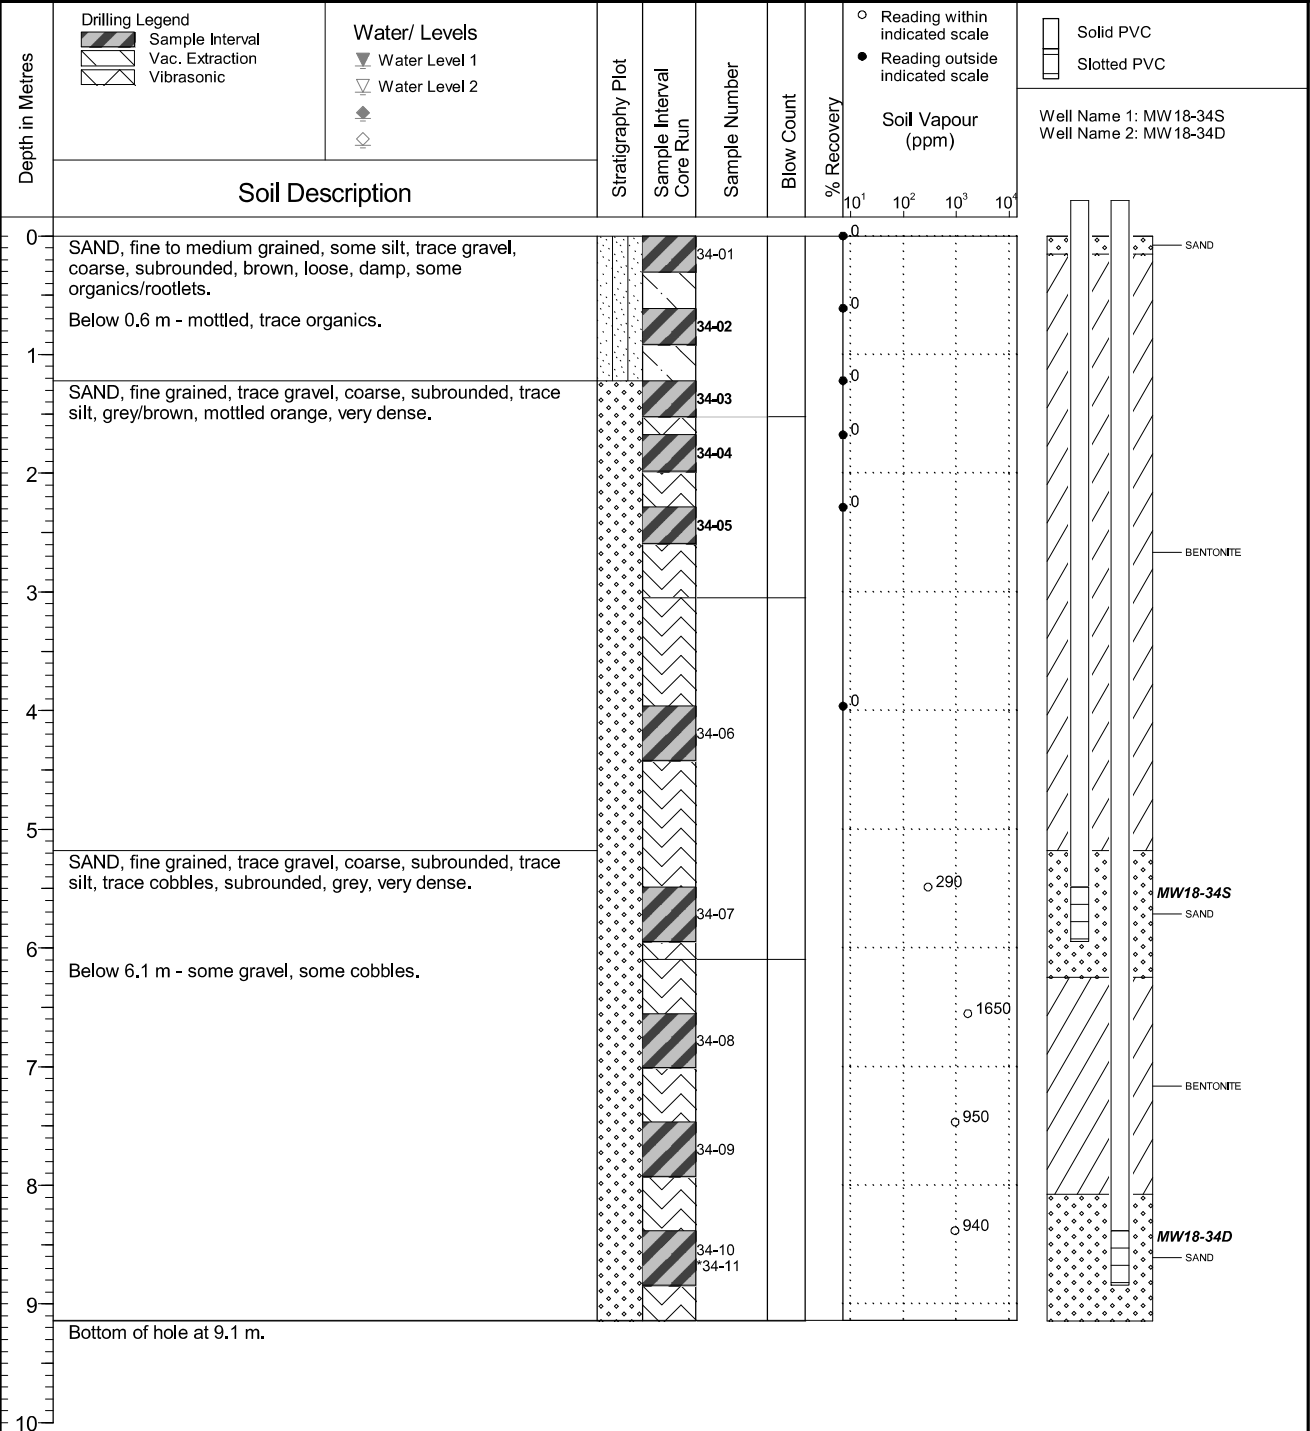 Drilling Legend
Sample Interval
Vac. Extraction
Vibrasonic
Water/ Levels
Water Level 1
Water Level 2
Depth in Metres
Soil Description
Stratigraphy Plot
Sample Interval
Core Run
Sample Number
Blow Count
% Recovery
Reading within
indicated scale
Reading outside
indicated scale
Soil Vapour
(ppm)
10¹ 10² 10³ 10⁴
Solid PVC
Slotted PVC
Well Name 1: MW18-34S
Well Name 2: MW18-34D
0
SAND, fine to medium grained, some silt, trace gravel,
coarse, subrounded, brown, loose, damp, some
organics/rootlets.
34-01
0
SAND
Below 0.6 m - mottled, trace organics.
34-02
0
1
SAND, fine grained, trace gravel, coarse, subrounded, trace
silt, grey/brown, mottled orange, very dense.
34-03
0
34-04
0
2
34-05
0
BENTONITE
3
4
34-06
0
5
SAND, fine grained, trace gravel, coarse, subrounded, trace
silt, trace cobbles, subrounded, grey, very dense.
290
34-07
MW18-34S
SAND
6
Below 6.1 m - some gravel, some cobbles.
1650
34-08
7
BENTONITE
950
34-09
8
940
34-10
*34-11
MW18-34D
SAND
9
Bottom of hole at 9.1 m.
10